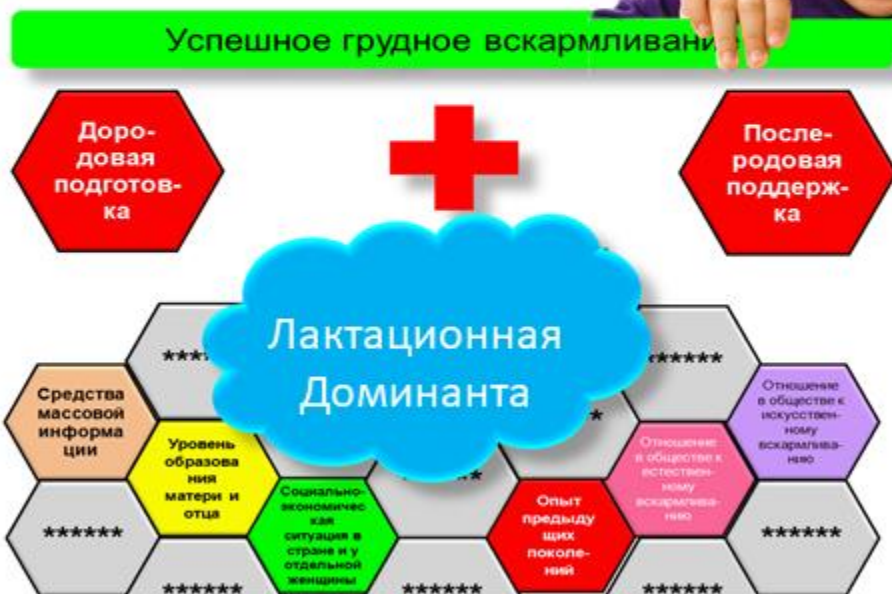 Успешное грудное вскармливание
Доро-
довая
подготов-
ка
После-
родовая
поддерж-
ка
Лактационная
Доминанта
****
******
Средства
массовой
информа
ции
Уровень
образова
ния
матери и
отца
Социально-
экономичес
кая
ситуация в
стране и у
отдельной
женщины
Опыт
предыду
щих
поколе-
ний
Отношение
в обществе к
естествен-
ному
вскармлива-
нию
Отношение
в обществе к
искусствен-
ному
вскармлива-
нию
******
******
******
******
******